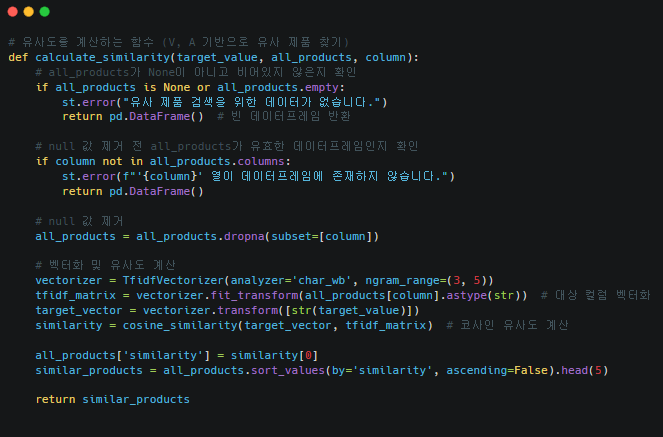 # 유사도를 계산하는 함수 (V, A 기반으로 유사 제품 찾기)
def calculate_similarity(target_value, all_products, column):
    # all_products가 None이 아니고 비어있지 않은지 확인
    if all_products is None or all_products.empty:
        st.error("유사 제품 검색을 위한 데이터가 없습니다.")
        return pd.DataFrame()  # 빈 데이터프레임 반환

    # null 값 제거 전 all_products가 유효한 데이터프레임인지 확인
    if column not in all_products.columns:
        st.error(f"'{column}' 열이 데이터프레임에 존재하지 않습니다.")
        return pd.DataFrame()

    # null 값 제거
    all_products = all_products.dropna(subset=[column])

    # 벡터화 및 유사도 계산
    vectorizer = TfidfVectorizer(analyzer='char_wb', ngram_range=(3, 5))
    tfidf_matrix = vectorizer.fit_transform(all_products[column].astype(str))  # 대상 컬럼 벡터화
    target_vector = vectorizer.transform([str(target_value)])
    similarity = cosine_similarity(target_vector, tfidf_matrix)  # 코사인 유사도 계산

    all_products['similarity'] = similarity[0]
    similar_products = all_products.sort_values(by='similarity', ascending=False).head(5)

    return similar_products